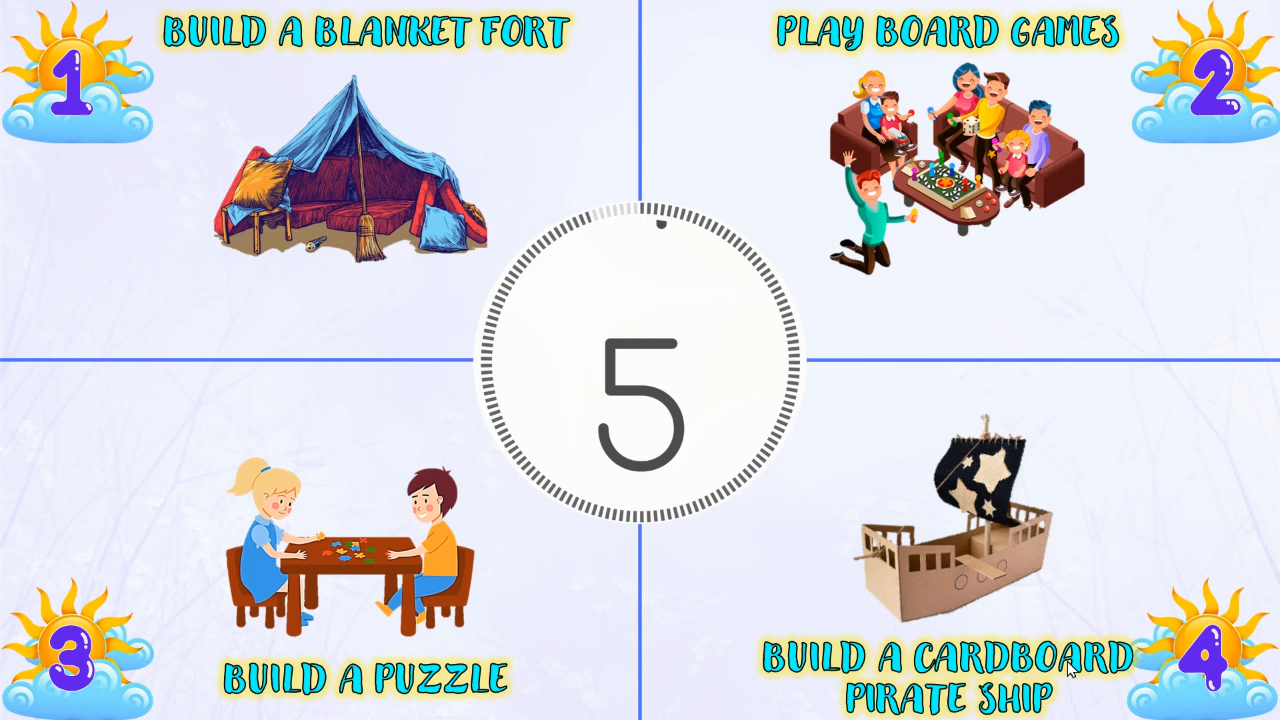 BUILD A BLANKET FORT
1
PLAY BOARD GAMES
2
5
3
BUILD A PUZZLE
BUILD A CARDBOARD
PIRATE SHIP
4